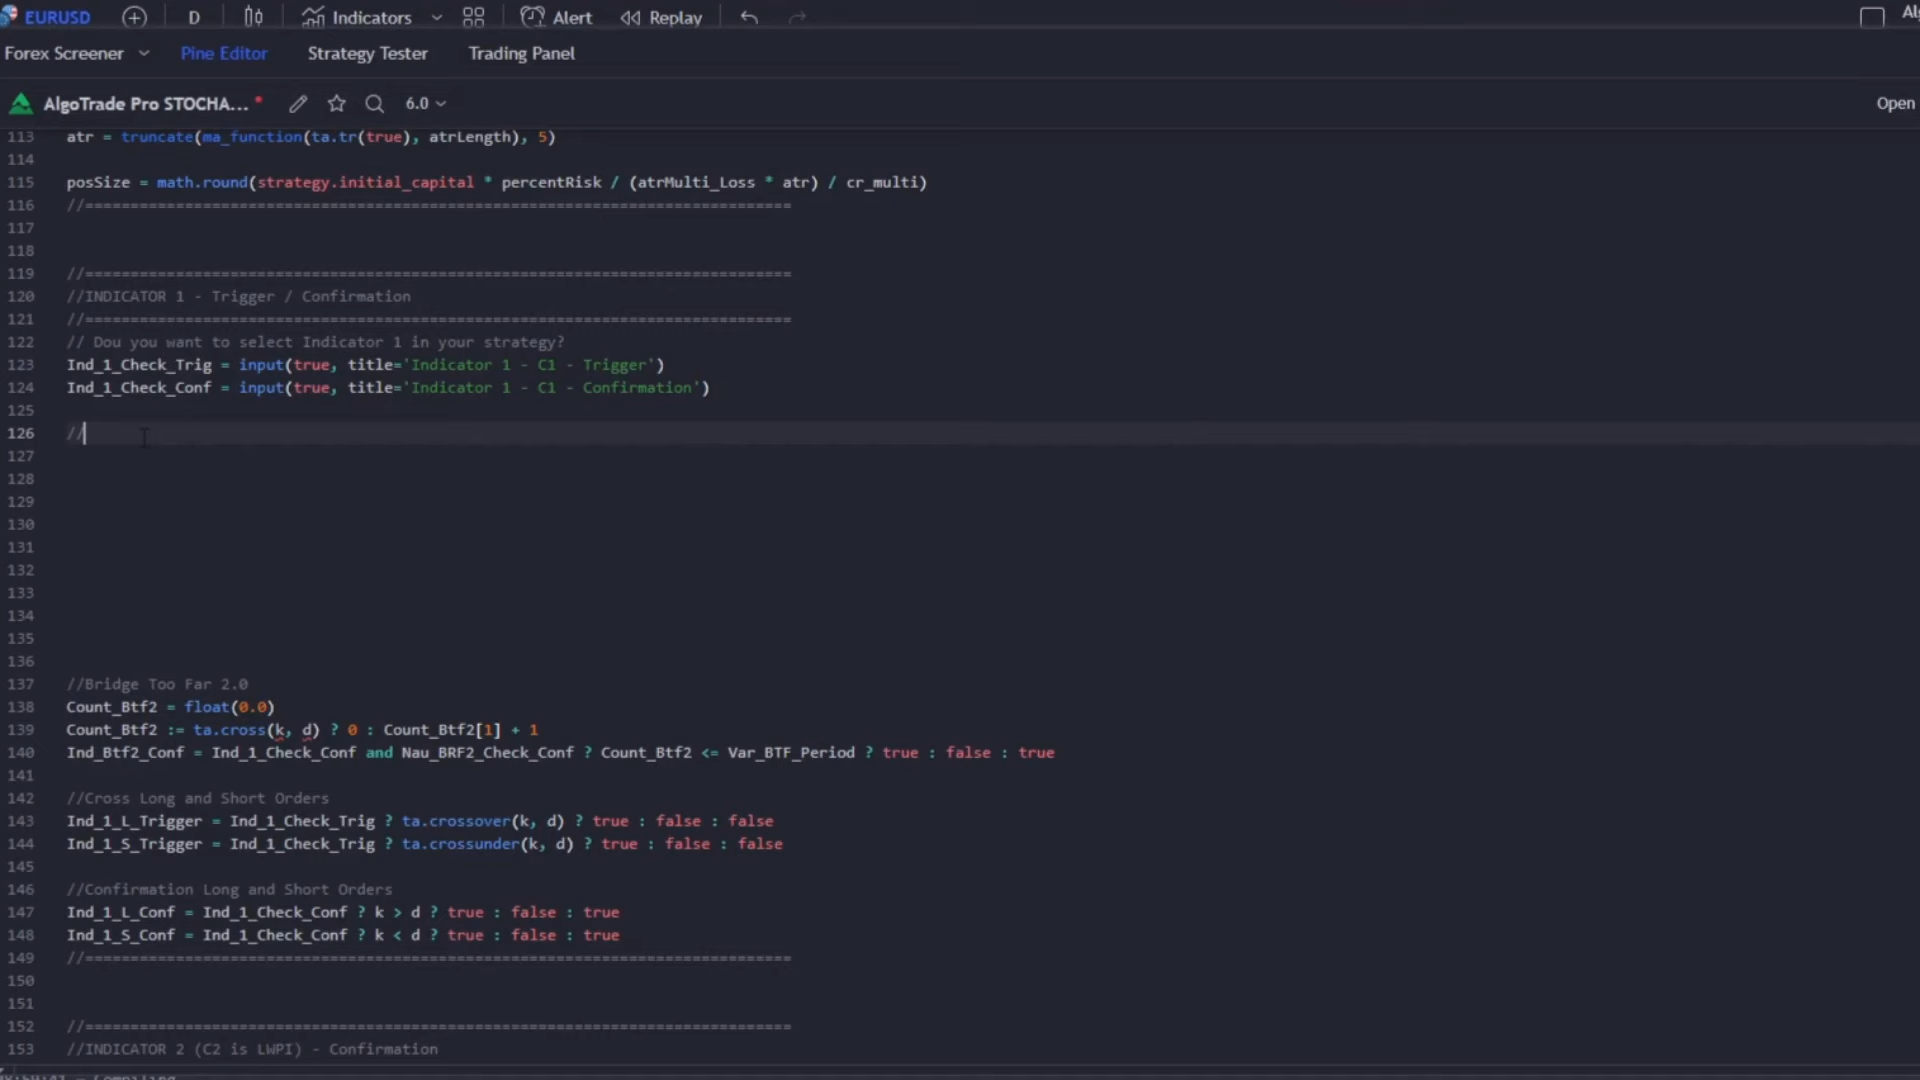 EURUSD D Indicators Alert Replay Al
Forex Screener Pine Editor Strategy Tester Trading Panel
AlgoTrade Pro STOCHA... * 6.0 Open
113 atr = truncate(ma_function(ta.tr(true), atrLength), 5)
114
115 posSize = math.round(strategy.initial_capital * percentRisk / (atrMulti_Loss * atr) / cr_multi)
116 //==============================================================================
117
118
119 //==============================================================================
120 //INDICATOR 1 - Trigger / Confirmation
121 //==============================================================================
122 // Dou you want to select Indicator 1 in your strategy?
123 Ind_1_Check_Trig = input(true, title='Indicator 1 - C1 - Trigger')
124 Ind_1_Check_Conf = input(true, title='Indicator 1 - C1 - Confirmation')
125
126 //
127
128
129
130
131
132
133
134
135
136
137 //Bridge Too Far 2.0
138 Count_Btf2 = float(0.0)
139 Count_Btf2 := ta.cross(k, d) ? 0 : Count_Btf2[1] + 1
140 Ind_Btf2_Conf = Ind_1_Check_Conf and Nau_BRF2_Check_Conf ? Count_Btf2 <= Var_BTF_Period ? true : false : true
141
142 //Cross Long and Short Orders
143 Ind_1_L_Trigger = Ind_1_Check_Trig ? ta.crossover(k, d) ? true : false : false
144 Ind_1_S_Trigger = Ind_1_Check_Trig ? ta.crossunder(k, d) ? true : false : false
145
146 //Confirmation Long and Short Orders
147 Ind_1_L_Conf = Ind_1_Check_Conf ? k > d ? true : false : true
148 Ind_1_S_Conf = Ind_1_Check_Conf ? k < d ? true : false : true
149 //==============================================================================
150
151
152 //==============================================================================
153 //INDICATOR 2 (C2 is LWPI) - Confirmation